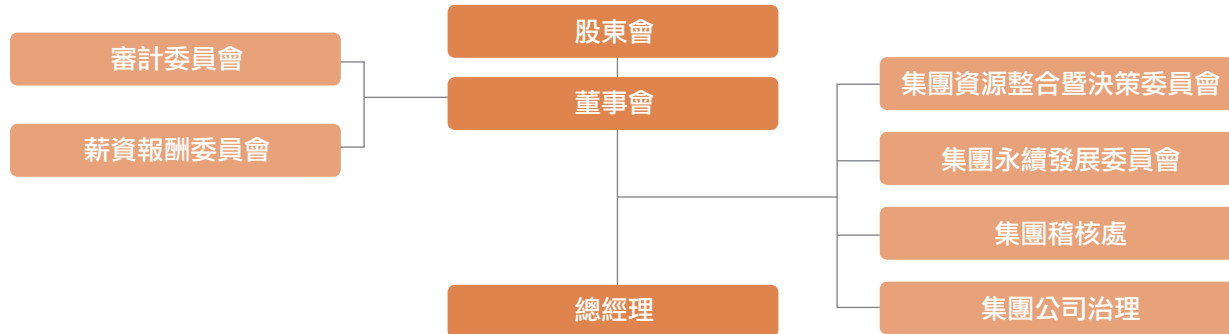 股東會
審計委員會
董事會
集團資源整合暨決策委員會
薪資報酬委員會
集團永續發展委員會
集團稽核處
總經理
集團公司治理